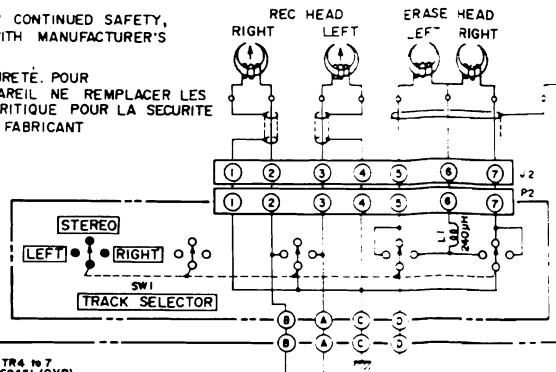 CONTINUED SAFETY,
WITH MANUFACTURER'S
URETÉ. POUR
AREIL NE REMPLACER LES
RITIQUE POUR LA SECURITE
FABRICANT
REC HEAD
RIGHT LEFT
ERASE HEAD
LEFT RIGHT
1 2 3 4 5 6 7
J2
1 2 3 4 5 6 7
P2
STEREO
LEFT RIGHT
SW1
TRACK SELECTOR
L1
240μH
B A C D
B A C D
TR4 to 7